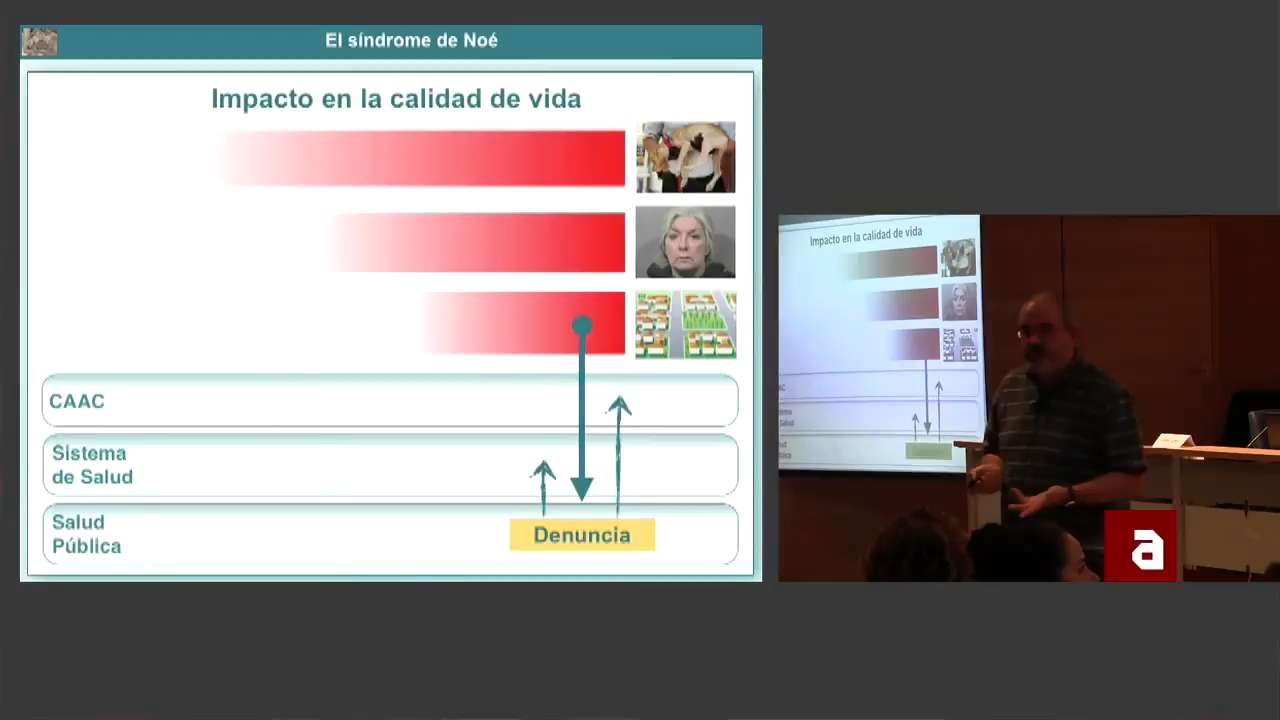 El síndrome de Noé
Impacto en la calidad de vida
CAAC
Sistema
de Salud
Salud
Pública
Denuncia
Impacto en la calidad de vida
a